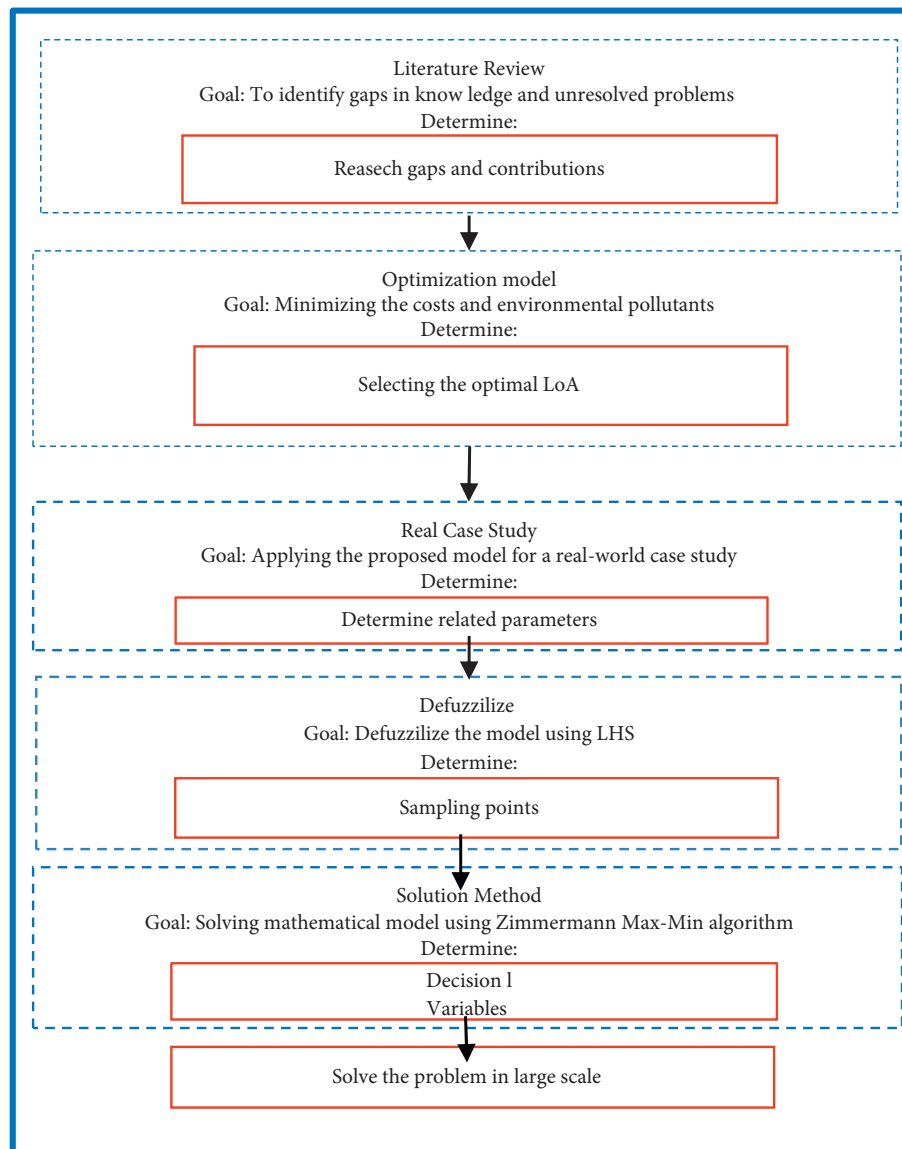 Literature Review
Goal: To identify gaps in know ledge and unresolved problems
Determine:
Reasech gaps and contributions
Optimization model
Goal: Minimizing the costs and environmental pollutants
Determine:
Selecting the optimal LoA
Real Case Study
Goal: Applying the proposed model for a real-world case study
Determine:
Determine related parameters
Defuzzilize
Goal: Defuzzilize the model using LHS
Determine:
Sampling points
Solution Method
Goal: Solving mathematical model using Zimmermann Max-Min algorithm
Determine:
Decision l
Variables
Solve the problem in large scale